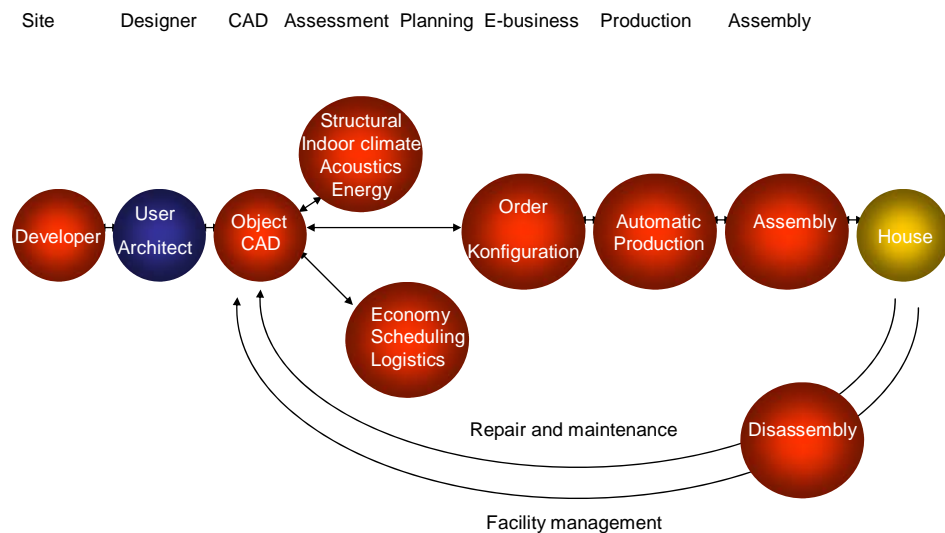 Site Designer CAD Assessment Planning E-business Production Assembly
Structural
Indoor climate
Acoustics
Energy
Developer
User
Architect
Object
CAD
Order
Konfiguration
Automatic
Production
Assembly
House
Economy
Scheduling
Logistics
Disassembly
Repair and maintenance
Facility management